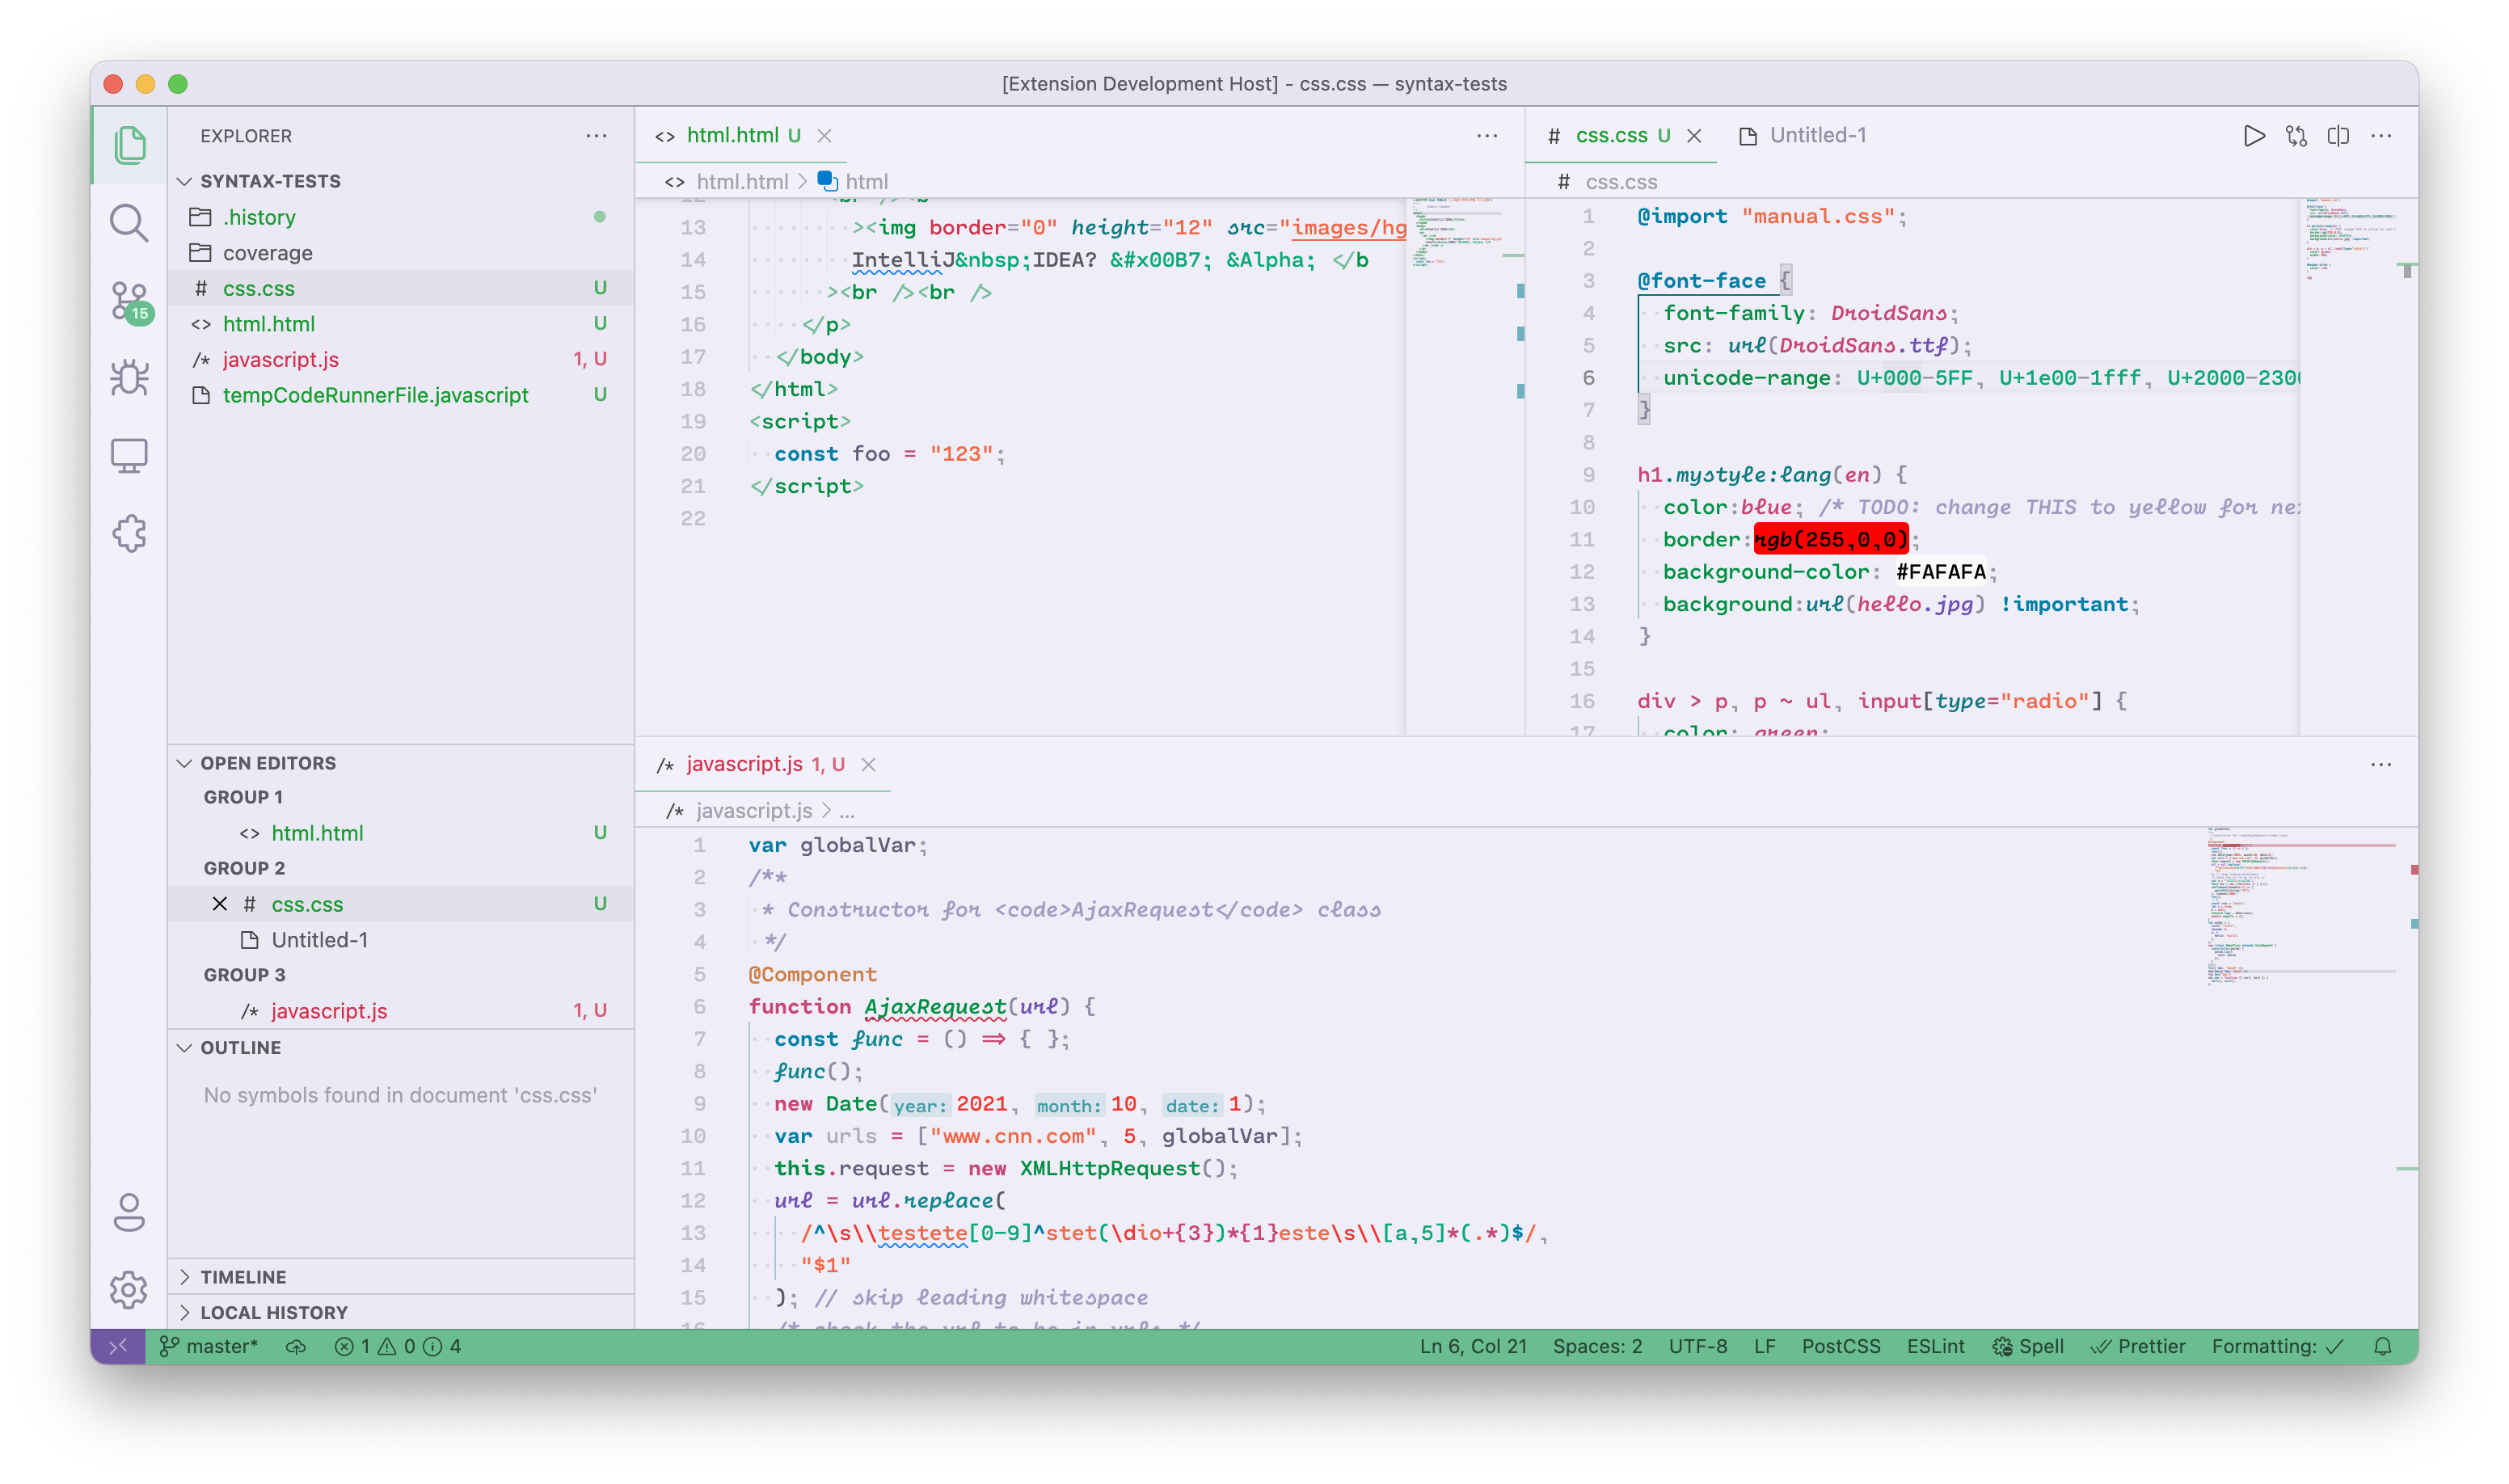 [Extension Development Host] - css.css — syntax-tests
EXPLORER
SYNTAX-TESTS
.history
coverage
# css.css U
<> html.html U
/* javascript.js 1, U
tempCodeRunnerFile.javascript U
15
OPEN EDITORS
GROUP 1
<> html.html U
GROUP 2
# css.css U
Untitled-1
GROUP 3
/* javascript.js 1, U
OUTLINE
No symbols found in document 'css.css'
TIMELINE
LOCAL HISTORY
<> html.html U
<> html.html > html
13 ><img border="0" height="12" src="images/hg
14 IntelliJ&nbsp;IDEA? &#x00B7; &Alpha; </b
15 ><br /><br />
16 </p>
17 </body>
18 </html>
19 <script>
20 const foo = "123";
21 </script>
22
# css.css U Untitled-1
# css.css
1 @import "manual.css";
2
3 @font-face {
4 font-family: DroidSans;
5 src: url(DroidSans.ttf);
6 unicode-range: U+000-5FF, U+1e00-1fff, U+2000-2300
7 }
8
9 h1.mystyle:lang(en) {
10 color:blue; /* TODO: change THIS to yellow for nex
11 border:rgb(255,0,0);
12 background-color: #FAFAFA;
13 background:url(hello.jpg) !important;
14 }
15
16 div > p, p ~ ul, input[type="radio"] {
17 color: green;
/* javascript.js 1, U
/* javascript.js > ...
1 var globalVar;
2 /**
3 * Constructor for <code>AjaxRequest</code> class
4 */
5 @Component
6 function AjaxRequest(url) {
7 const func = () => { };
8 func();
9 new Date(year: 2021, month: 10, date: 1);
10 var urls = ["www.cnn.com", 5, globalVar];
11 this.request = new XMLHttpRequest();
12 url = url.replace(
13 /^\s\\testete[0-9]^stet(\dio+{3})*{1}este\s\\[a,5]*(.*)$/,
14 "$1"
15 ); // skip leading whitespace
16 /* check the url to be in urls */
master* 1 0 4
Ln 6, Col 21 Spaces: 2 UTF-8 LF PostCSS ESLint Spell Prettier Formatting: ✓